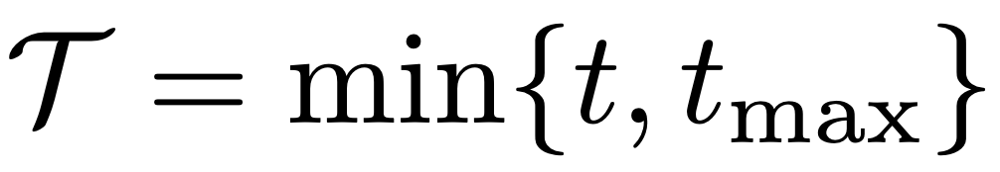 𝒯 = min{t, t_max}